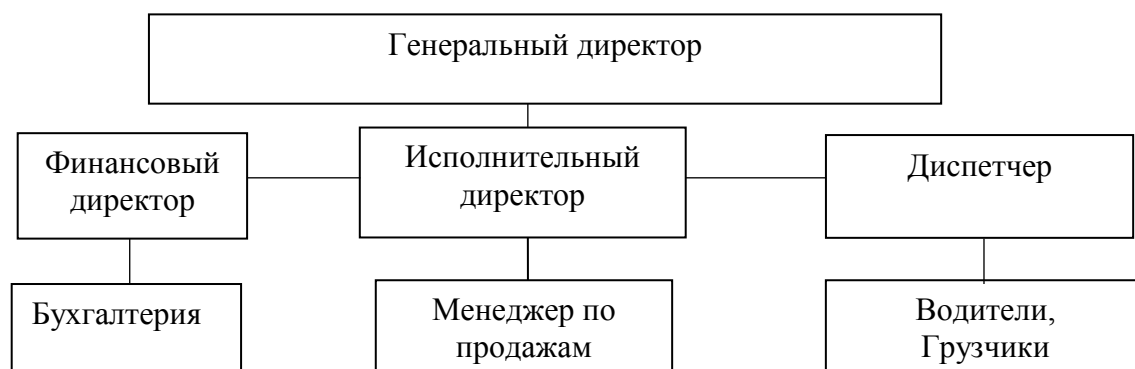 Генеральный директор
Финансовый
директор
Исполнительный
директор
Диспетчер
Бухгалтерия
Менеджер по
продажам
Водители,
Грузчики